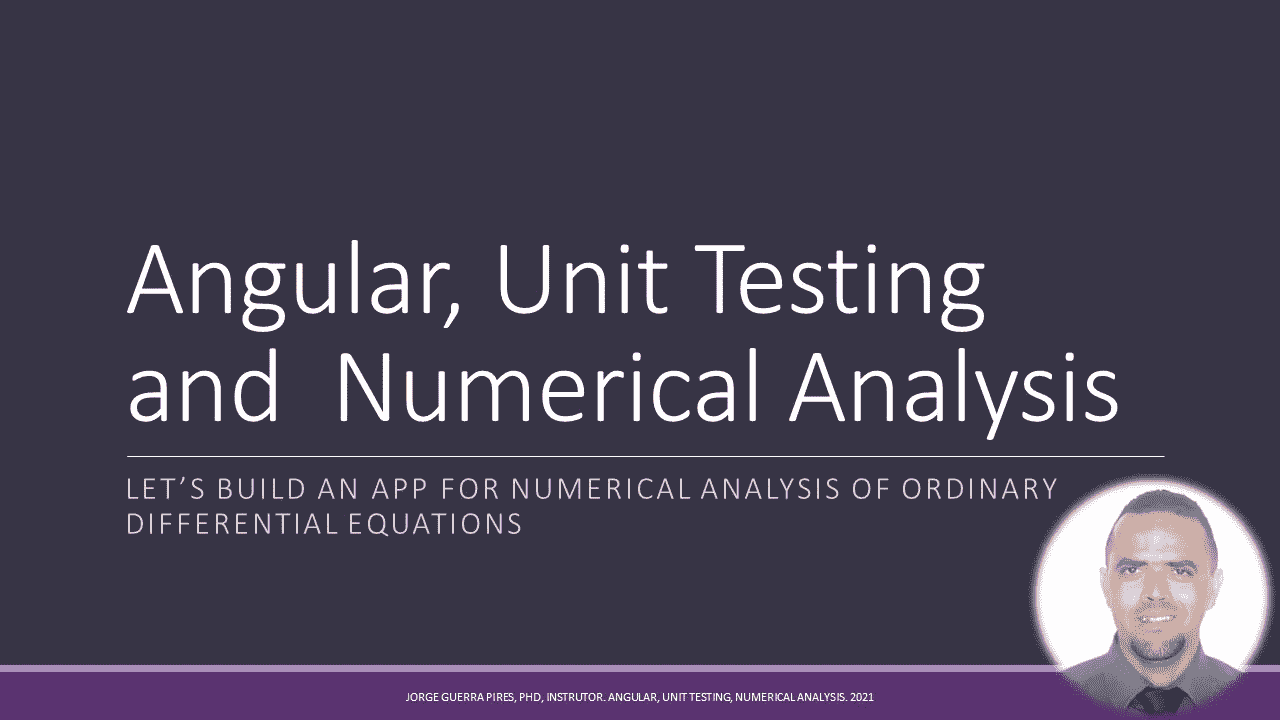 Angular, Unit Testing
and  Numerical Analysis
LET’S BUILD AN APP FOR NUMERICAL ANALYSIS OF ORDINARY
DIFFERENTIAL EQUATIONS
JORGE GUERRA PIRES, PHD, INSTRUTOR. ANGULAR, UNIT TESTING, NUMERICAL ANALYSIS. 2021